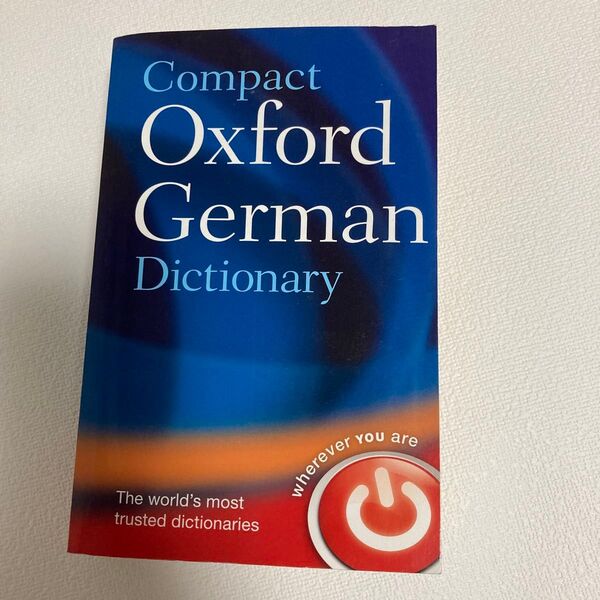 Compact
Oxford
German
Dictionary
wherever YOU are
The world's most
trusted dictionaries